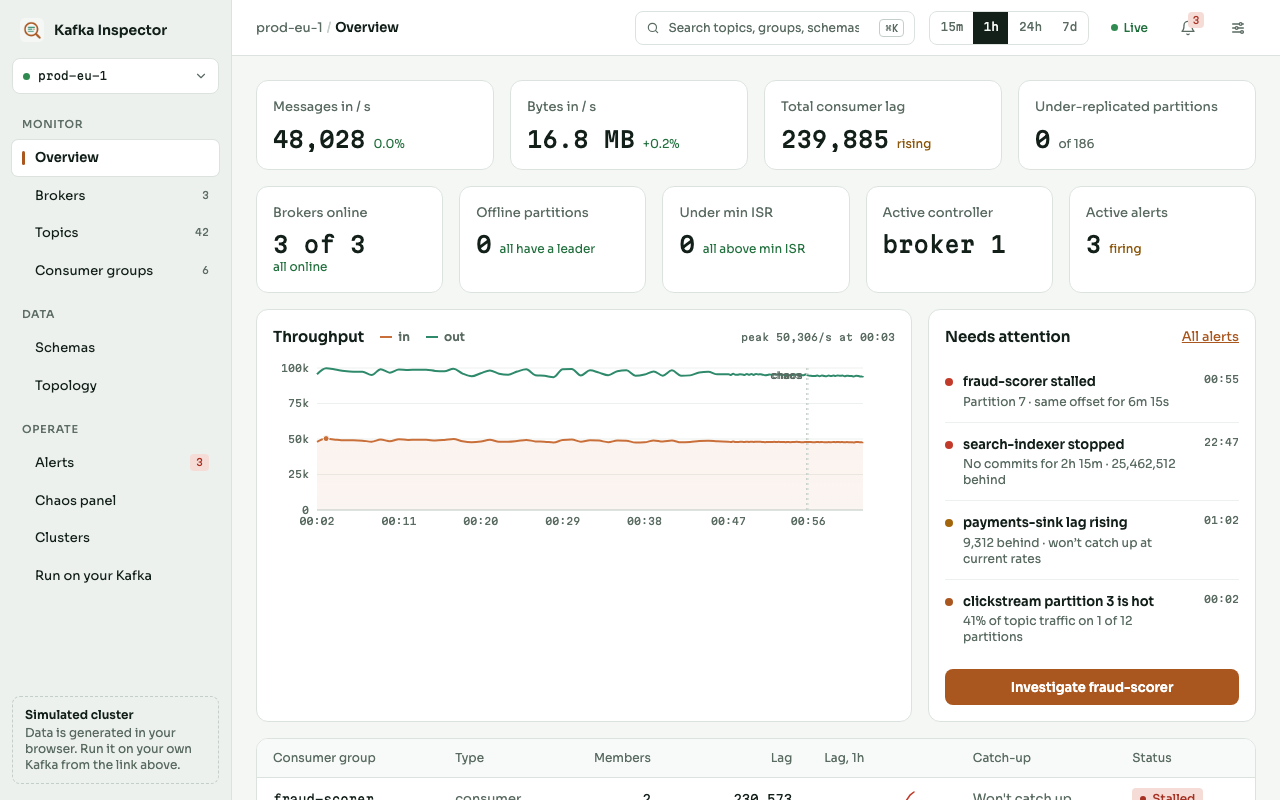 Kafka Inspector
prod-eu-1
MONITOR
Overview
Brokers 3
Topics 42
Consumer groups 6
DATA
Schemas
Topology
OPERATE
Alerts 3
Chaos panel
Clusters
Run on your Kafka
Simulated cluster
Data is generated in your
browser. Run it on your own
Kafka from the link above.
prod-eu-1 / Overview
Search topics, groups, schemas ⌘K
15m 1h 24h 7d
Live
3
Messages in / s
48,028 0.0%
Bytes in / s
16.8 MB +0.2%
Total consumer lag
239,885 rising
Under-replicated partitions
0 of 186
Brokers online
3 of 3
all online
Offline partitions
0 all have a leader
Under min ISR
0 all above min ISR
Active controller
broker 1
Active alerts
3 firing
Throughput in out peak 50,306/s at 00:03
100k
75k
50k
25k
0
chaos
00:02 00:11 00:20 00:29 00:38 00:47 00:56
Needs attention All alerts
fraud-scorer stalled 00:55
Partition 7 · same offset for 6m 15s
search-indexer stopped 22:47
No commits for 2h 15m · 25,462,512
behind
payments-sink lag rising 01:02
9,312 behind · won't catch up at
current rates
clickstream partition 3 is hot 00:02
41% of topic traffic on 1 of 12
partitions
Investigate fraud-scorer
Consumer group Type Members Lag Lag, 1h Catch-up Status
fraud-scorer consumer 2 230,573 Won't catch up Stalled